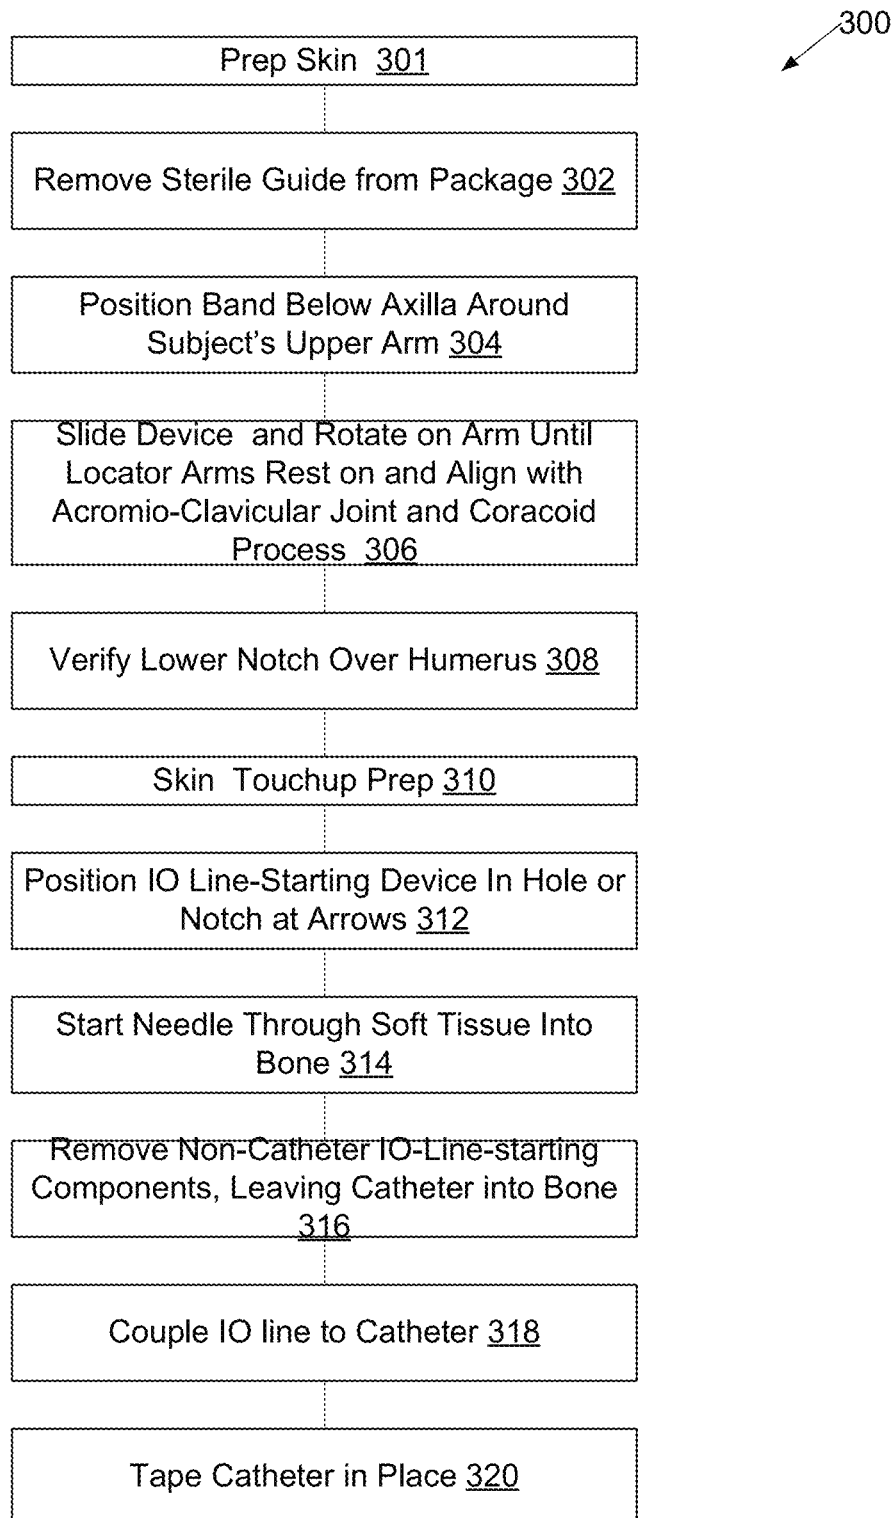 300
Prep Skin 301
Remove Sterile Guide from Package 302
Position Band Below Axilla Around
Subject's Upper Arm 304
Slide Device and Rotate on Arm Until
Locator Arms Rest on and Align with
Acromio-Clavicular Joint and Coracoid
Process 306
Verify Lower Notch Over Humerus 308
Skin Touchup Prep 310
Position IO Line-Starting Device In Hole or
Notch at Arrows 312
Start Needle Through Soft Tissue Into
Bone 314
Remove Non-Catheter IO-Line-starting
Components, Leaving Catheter into Bone
316
Couple IO line to Catheter 318
Tape Catheter in Place 320